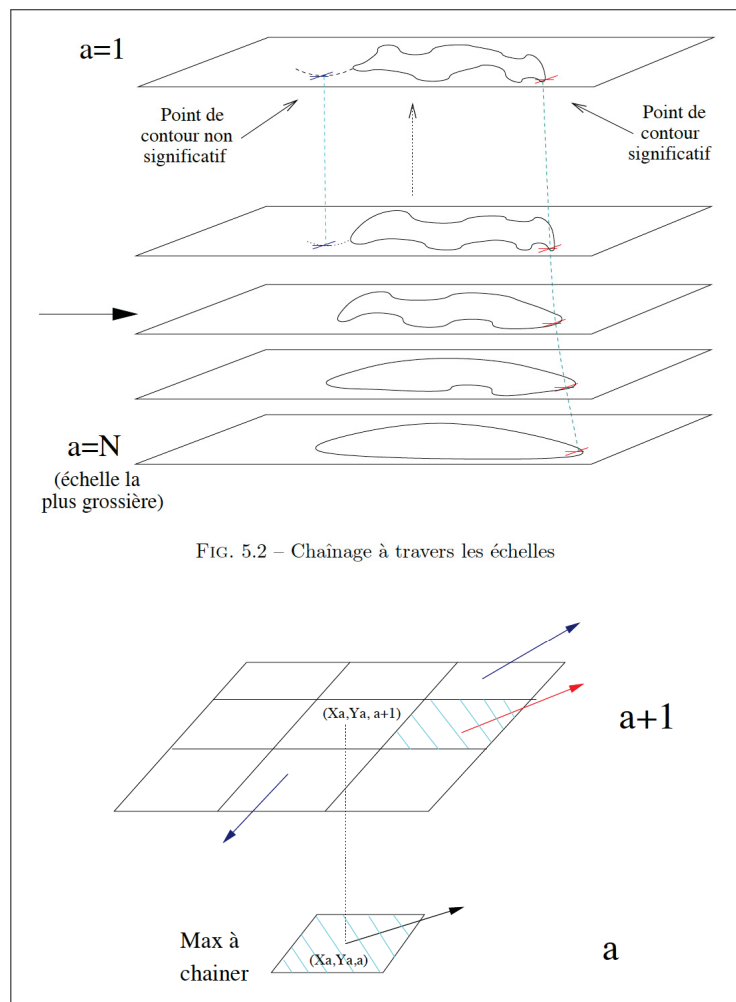 a=1
Point de
contour non
significatif
Point de
contour
significatif
a=N
(échelle la
plus grossière)
FIG. 5.2 – Chaînage à travers les échelles
(Xa,Ya, a+1)
a+1
Max à
chainer
(Xa,Ya,a)
a